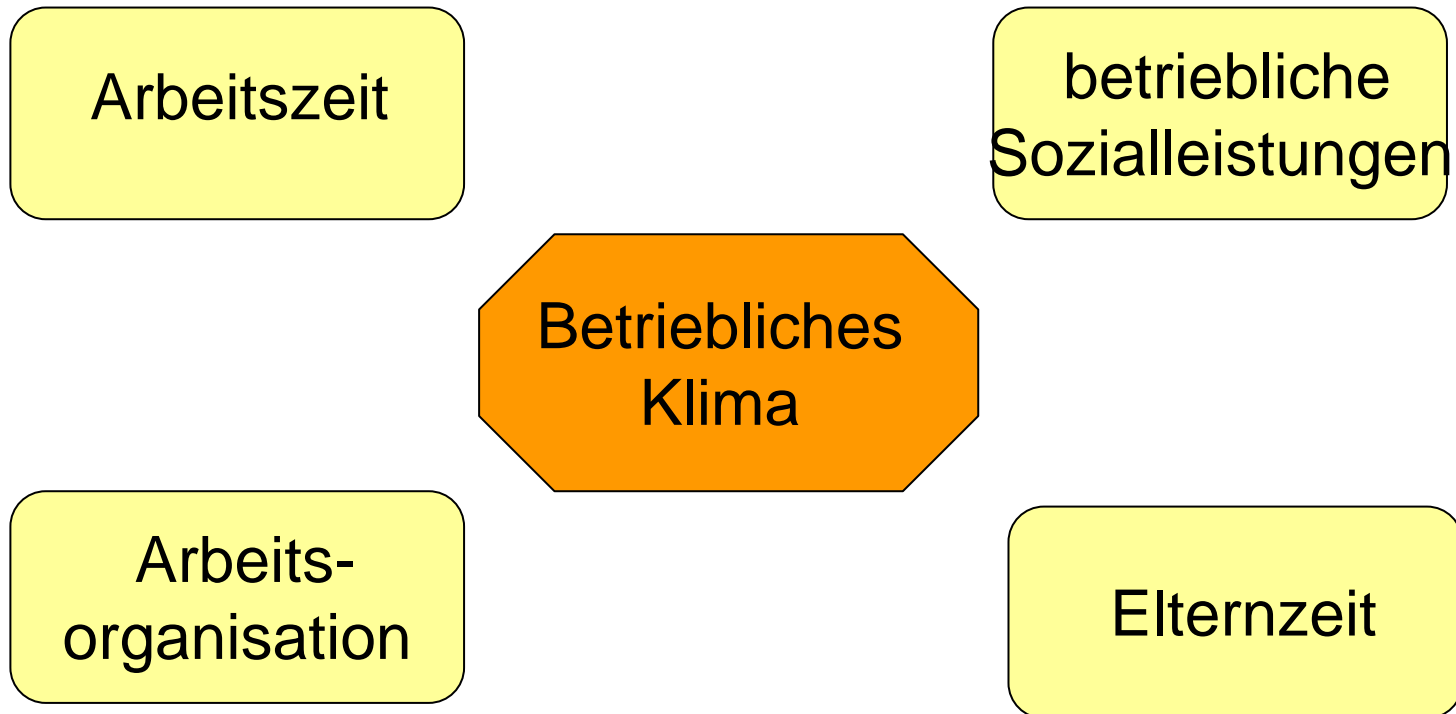 Arbeitszeit
betriebliche
Sozialleistungen
Betriebliches
Klima
Arbeits-
organisation
Elternzeit